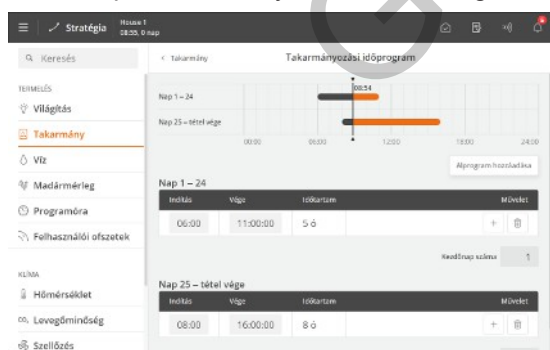 Stratégia
House 1
08:55, 0 nap
Keresés
< Takarmány
Takarmányozási időprogram
TERMELÉS
Világítás
Takarmány
Víz
Madármérleg
Programóra
Felhasználói ofszetek
KLÍMA
Hőmérséklet
Levegőminőség
Szellőzés
08:54
Nap 1 – 24
Nap 25 – tétel vége
00:00 06:00 12:00 18:00 24:00
Alprogram hozzáadása
Nap 1 – 24
Indítás Vége Időtartam Művelet
06:00 11:00:00 5 ó +
Kezdőnap száma 1
Nap 25 – tétel vége
Indítás Vége Időtartam Művelet
08:00 16:00:00 8 ó +